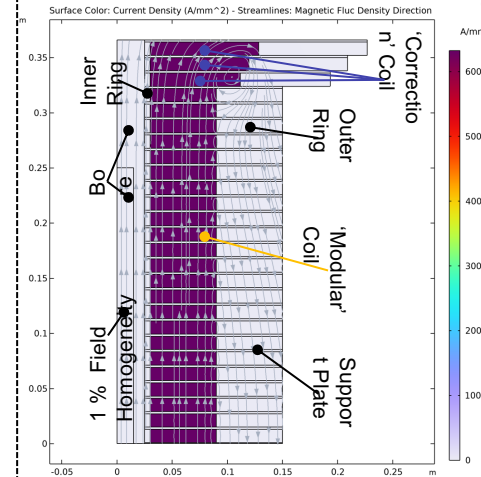 Surface Color: Current Density (A/mm^2) - Streamlines: Magnetic Fluc Density Direction
m
A/mm
0.35
0.3
0.25
0.2
0.15
0.1
0.05
0
-0.05
0
0.05
0.1
0.15
0.2
0.25
m
600
500
400
300
200
100
0
Inner
Ring
Bo
re
1 % Field
Homogeneity
'Correctio
n' Coil
Outer
Ring
'Modular'
Coil
Suppor
t Plate